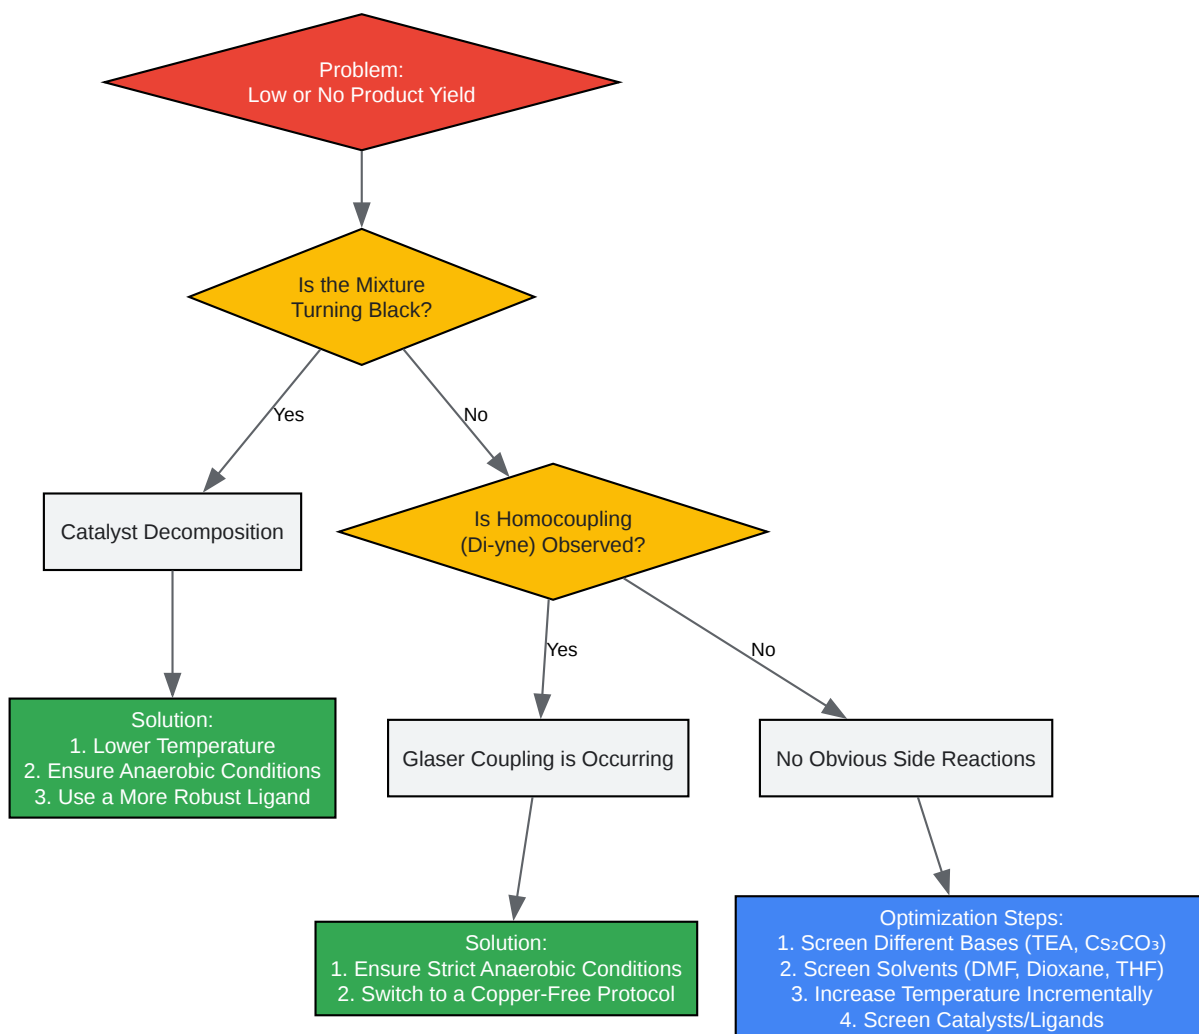 Problem:
Low or No Product Yield
Is the Mixture
Turning Black?
Yes
No
Catalyst Decomposition
Is Homocoupling
(Di-yne) Observed?
Yes
No
Solution:
1. Lower Temperature
2. Ensure Anaerobic Conditions
3. Use a More Robust Ligand
Glaser Coupling is Occurring
No Obvious Side Reactions
Solution:
1. Ensure Strict Anaerobic Conditions
2. Switch to a Copper-Free Protocol
Optimization Steps:
1. Screen Different Bases (TEA, Cs₂CO₃)
2. Screen Solvents (DMF, Dioxane, THF)
3. Increase Temperature Incrementally
4. Screen Catalysts/Ligands